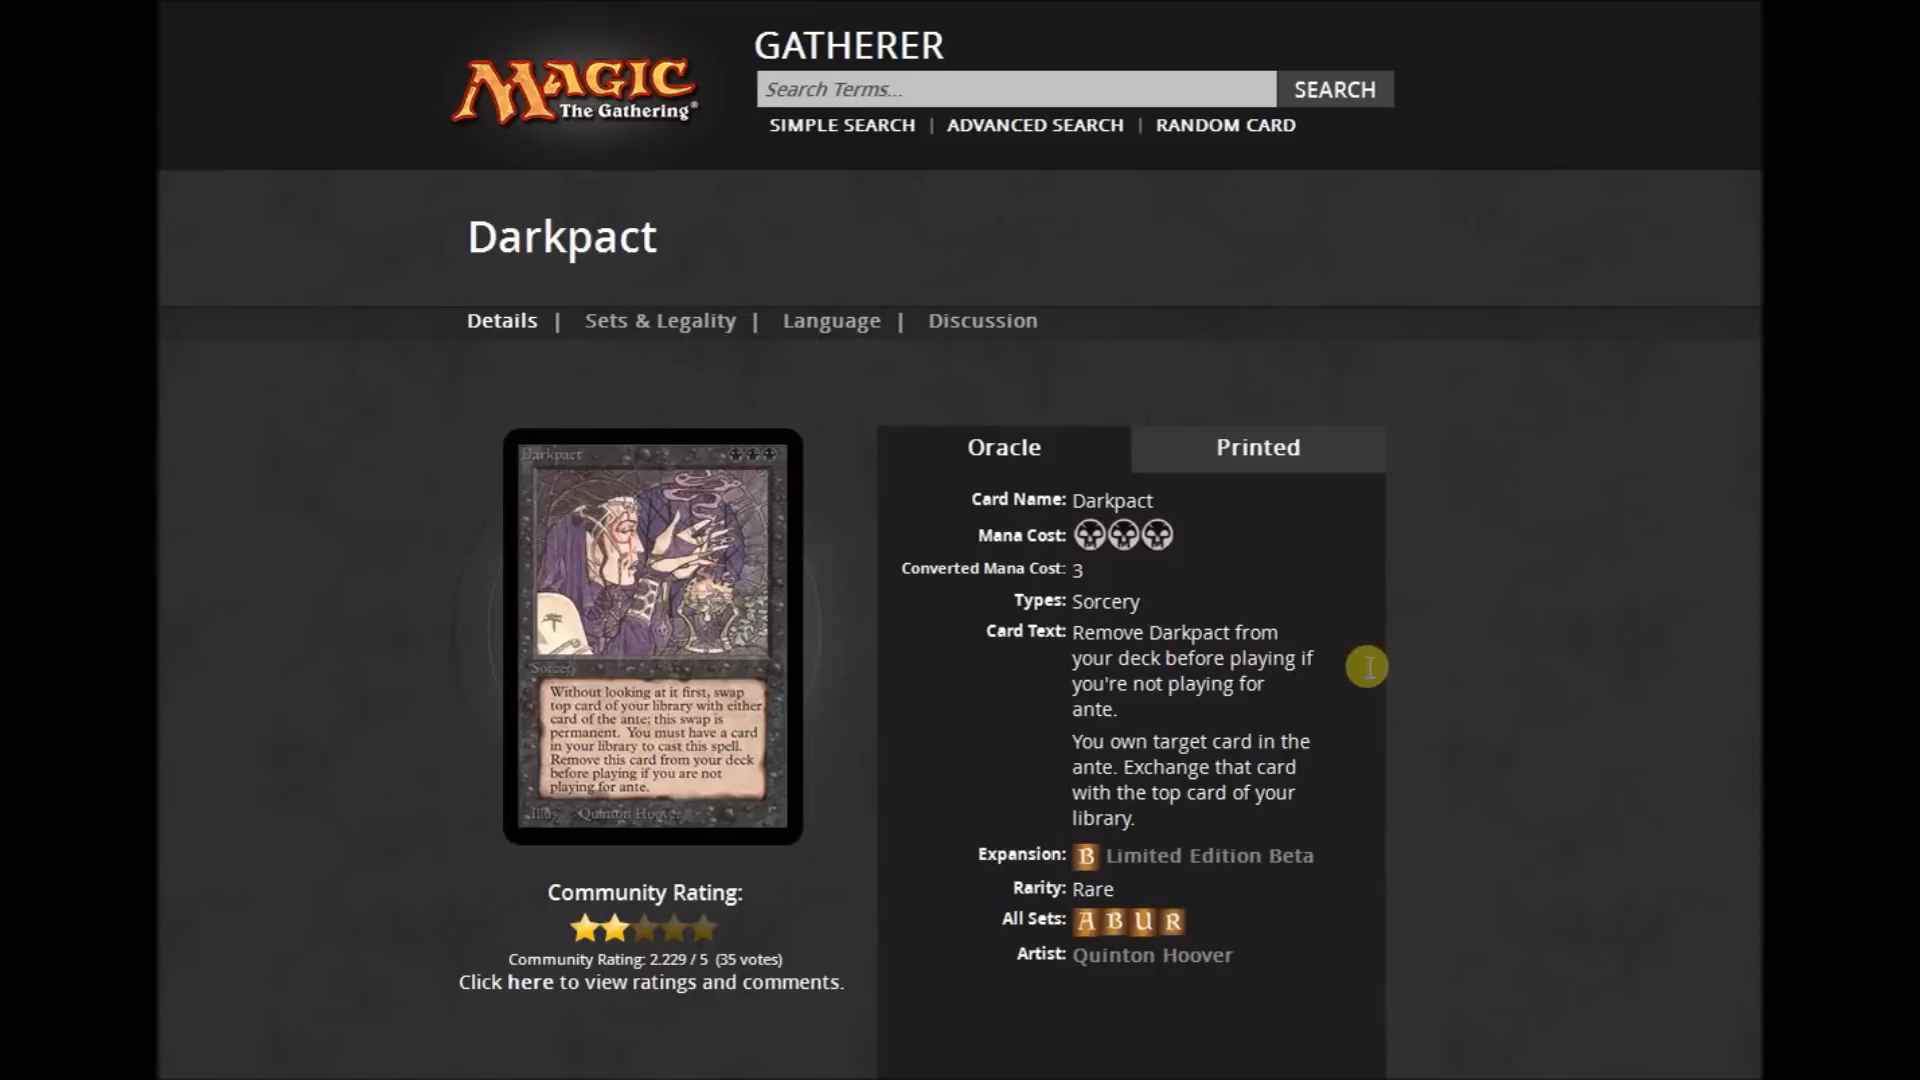 MAGIC
The Gathering®
GATHERER
Search Terms...
SEARCH
SIMPLE SEARCH | ADVANCED SEARCH | RANDOM CARD
Darkpact
Details | Sets & Legality | Language | Discussion
Darkpact
Sorcery
Without looking at it first, swap
top card of your library with either
card of the ante; this swap is
permanent. You must have a card
in your library to cast this spell.
Remove this card from your deck
before playing if you are not
playing for ante.
Illus. Quinton Hoover
Community Rating:
Community Rating: 2.229 / 5 (35 votes)
Click here to view ratings and comments.
Oracle
Printed
Card Name: Darkpact
Mana Cost:
Converted Mana Cost: 3
Types: Sorcery
Card Text: Remove Darkpact from
your deck before playing if
you're not playing for
ante.
You own target card in the
ante. Exchange that card
with the top card of your
library.
Expansion: B Limited Edition Beta
Rarity: Rare
All Sets: A B U R
Artist: Quinton Hoover